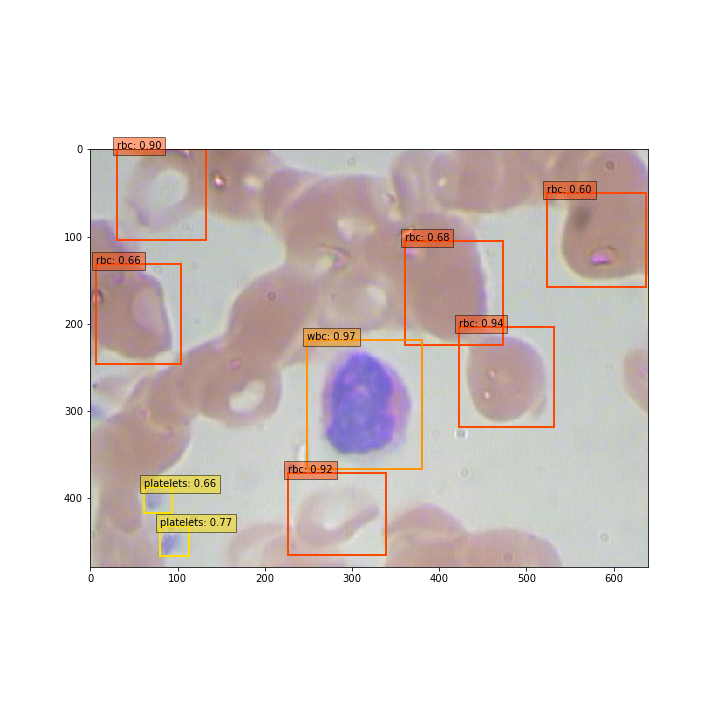 rbc: 0.90
0
rbc: 0.60
100
rbc: 0.68
rbc: 0.66
200
rbc: 0.94
wbc: 0.97
300
rbc: 0.92
platelets: 0.66
400
platelets: 0.77
0 100 200 300 400 500 600